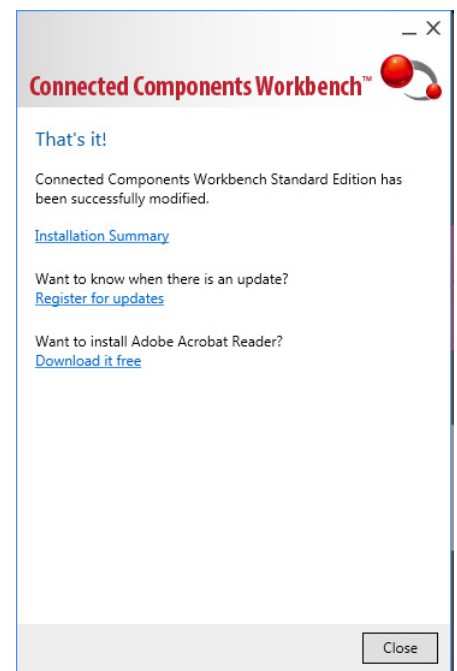 Connected Components Workbench™
That's it!
Connected Components Workbench Standard Edition has
been successfully modified.
Installation Summary
Want to know when there is an update?
Register for updates
Want to install Adobe Acrobat Reader?
Download it free
Close